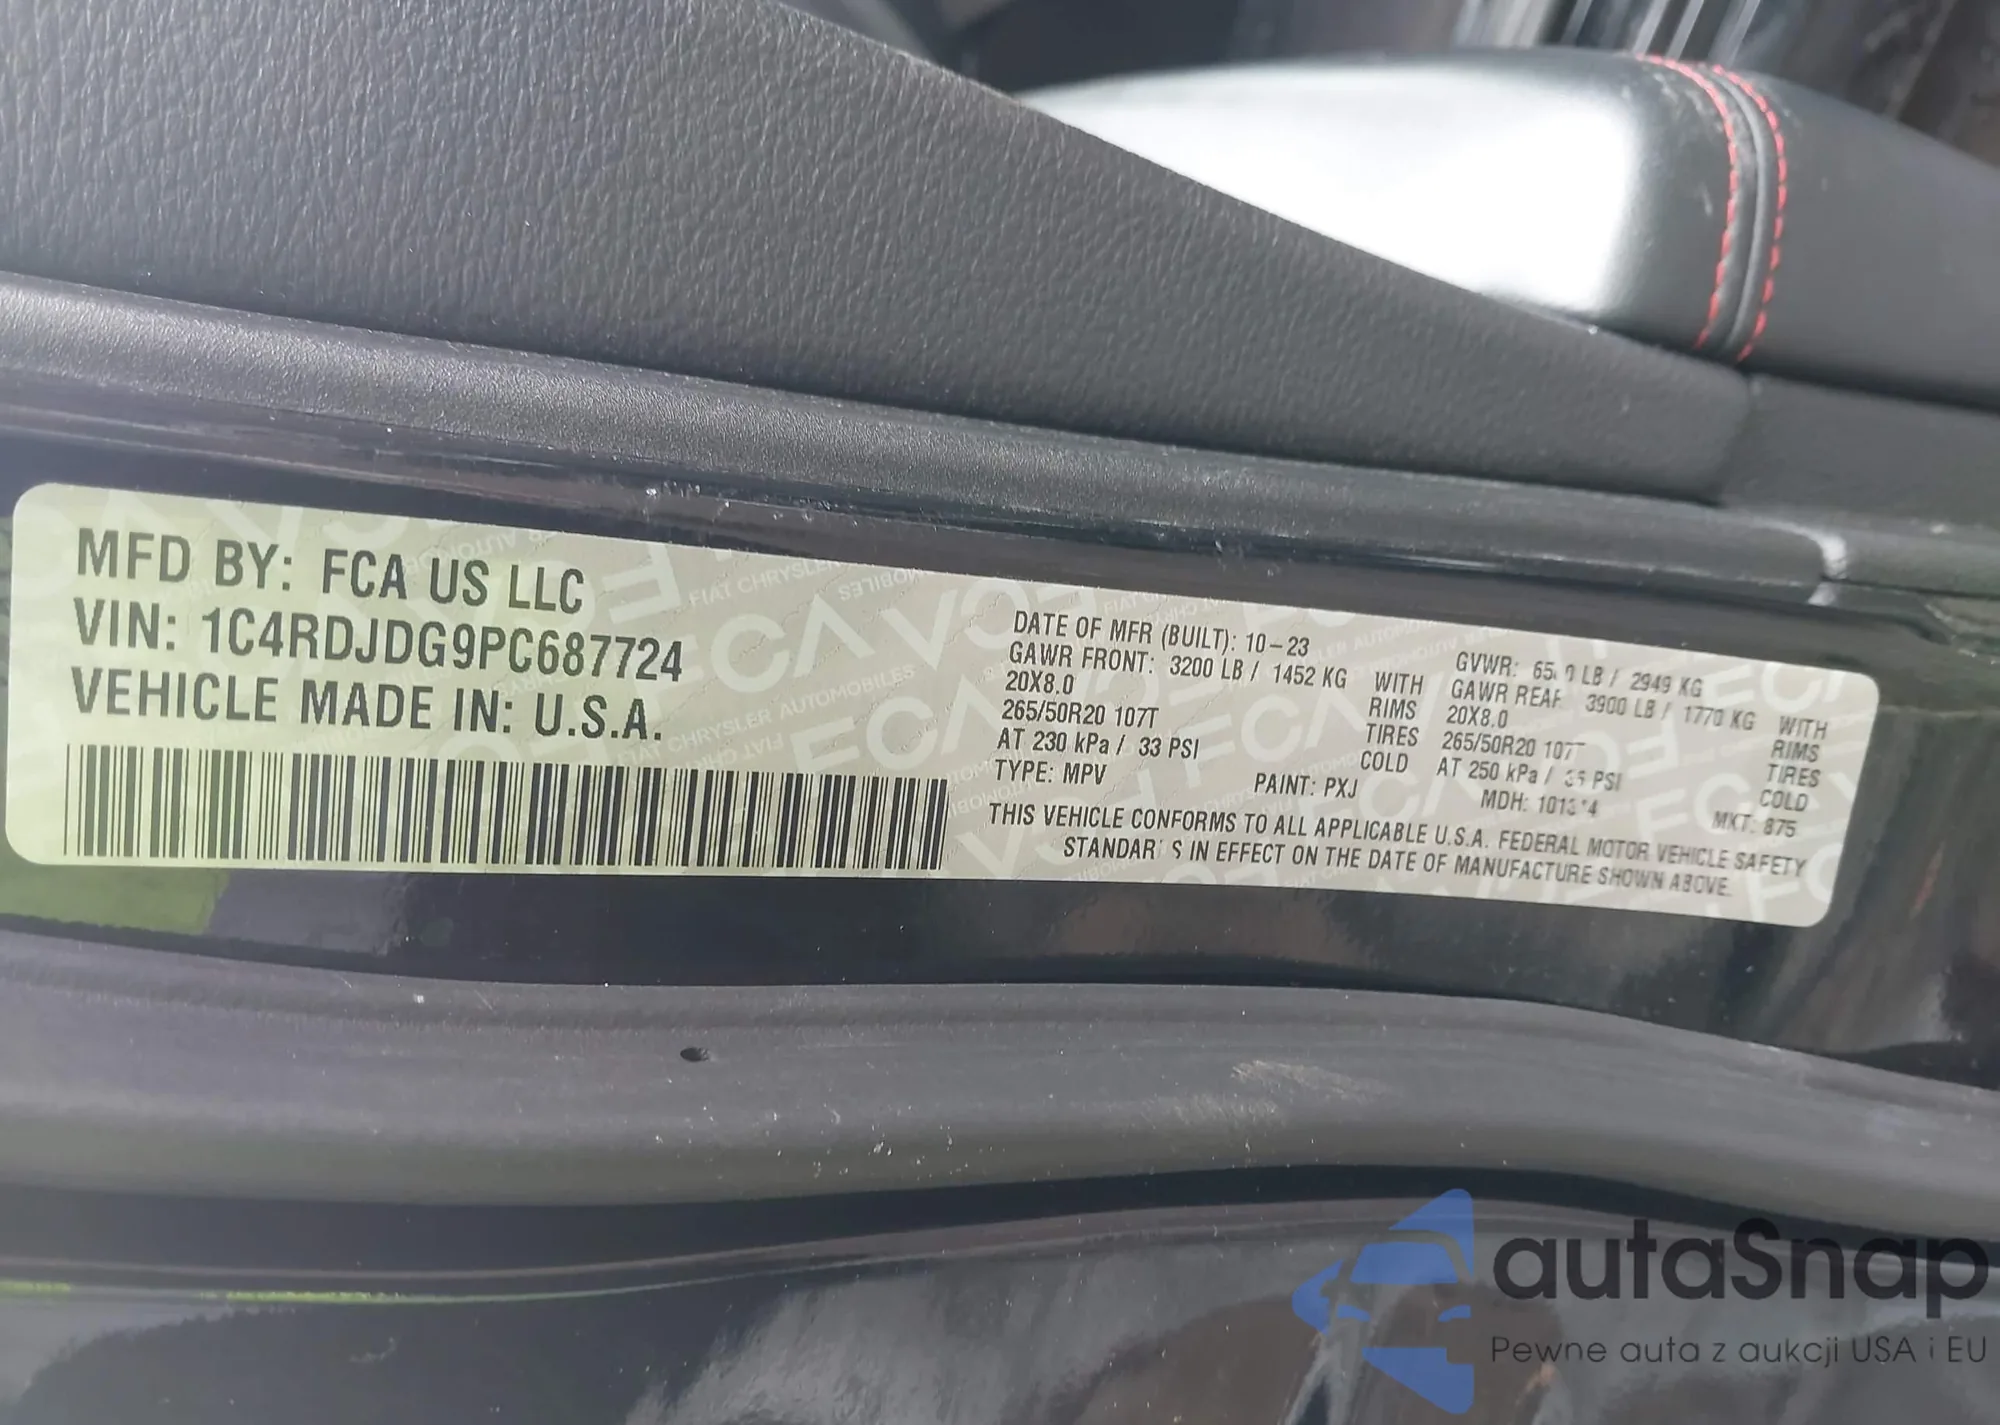 MFD BY: FCA US LLC
VIN: 1C4RDJDG9PC687724
VEHICLE MADE IN: U.S.A.
DATE OF MFR (BUILT): 10-23
GAWR FRONT: 3200 LB / 1452 KG WITH
20X8.0 RIMS
265/50R20 107T TIRES
AT 230 kPa / 33 PSI COLD
TYPE: MPV PAINT: PXJ
GVWR: LB / 2949 KG
GAWR REAR 3900 LB / 1770 KG WITH
20X8.0 RIMS
265/50R20 107T TIRES
AT 250 kPa / PSI COLD
MDH: MKT: 875
THIS VEHICLE CONFORMS TO ALL APPLICABLE U.S.A. FEDERAL MOTOR VEHICLE SAFETY
STANDAR S IN EFFECT ON THE DATE OF MANUFACTURE SHOWN ABOVE.
autaSnap
Pewne auta z aukcji USA i EU